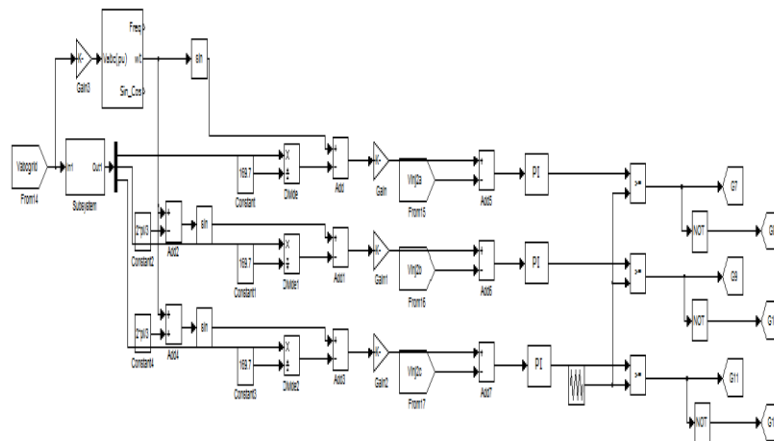 Freq
K-
Vabc(pu)
wt
sin
Gain3
Sin_Cos
Vabcgrid
In1
Out1
From14
Subsystem
169.7
Constant
Divide
Add
K-
Gain
Vinj2a
From15
Add5
PI
>=
G7
NOT
2*pi/3
Constant2
Add2
sin
169.7
Constant1
Divide1
Add1
K-
Gain1
Vinj2b
From16
Add6
PI
>=
G9
NOT
2*pi/3
Constant4
Add4
sin
169.7
Constant3
Divide2
Add3
K-
Gain2
Vinj2c
From17
Add7
PI
>=
G11
NOT